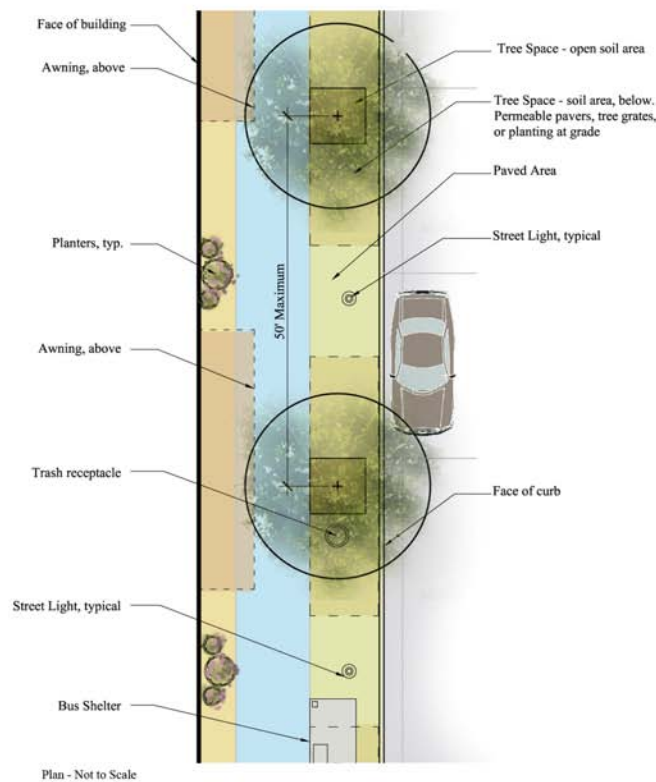 Face of building
Awning, above
Tree Space - open soil area
Tree Space - soil area, below.
Permeable pavers, tree grates,
or planting at grade
Paved Area
Planters, typ.
Street Light, typical
50' Maximum
Awning, above
Trash receptacle
Face of curb
Street Light, typical
Bus Shelter
Plan - Not to Scale